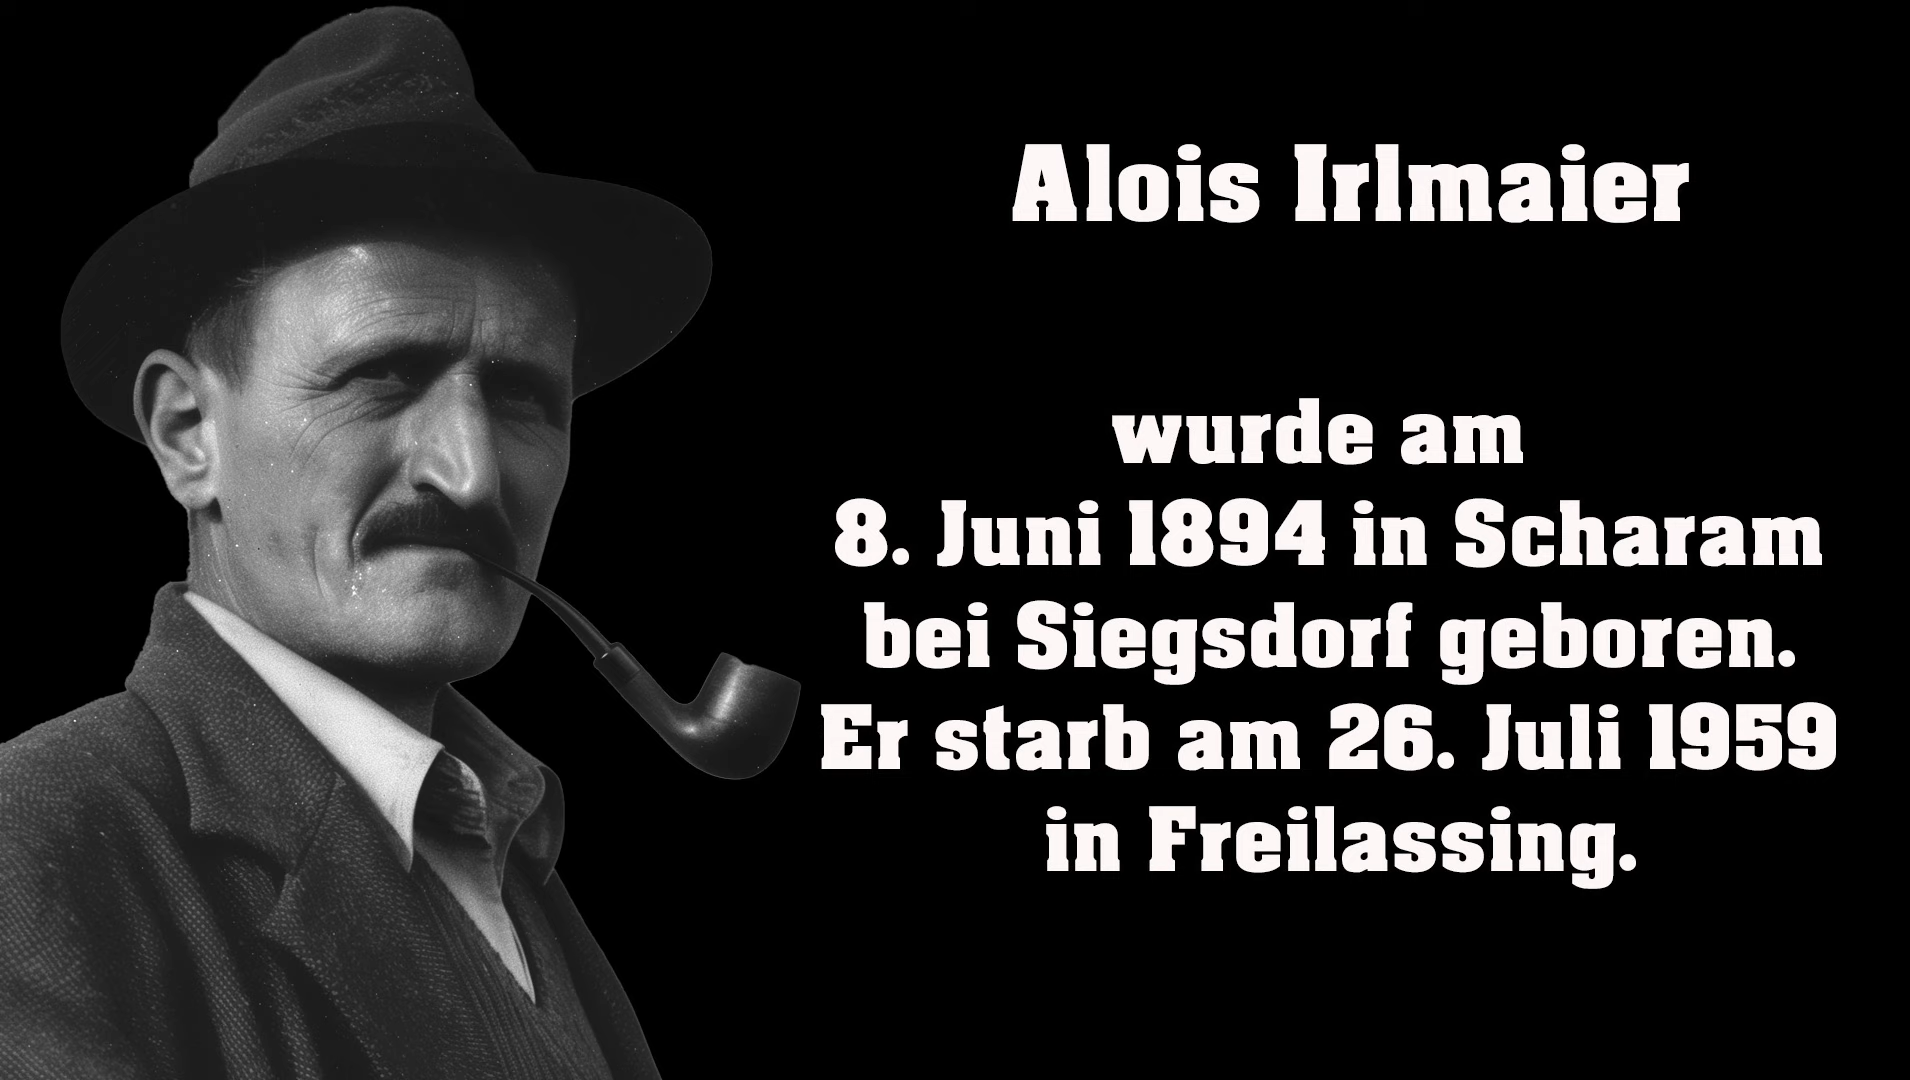 Alois Irlmaier
wurde am
8. Juni 1894 in Scharam
bei Siegsdorf geboren.
Er starb am 26. Juli 1959
in Freilassing.